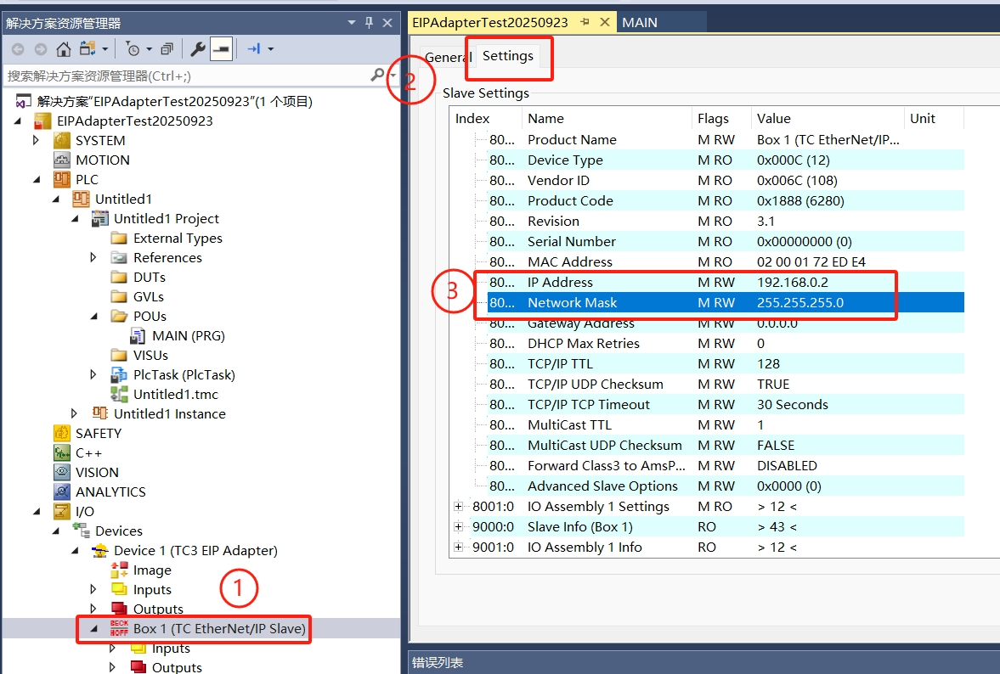 解决方案资源管理器
搜索解决方案资源管理器(Ctrl+;)
解决方案"EIPAdapterTest20250923"(1 个项目)
EIPAdapterTest20250923
SYSTEM
MOTION
PLC
Untitled1
Untitled1 Project
External Types
References
DUTs
GVLs
POUs
MAIN (PRG)
VISUs
PlcTask (PlcTask)
Untitled1.tmc
Untitled1 Instance
SAFETY
C++
VISION
ANALYTICS
I/O
Devices
Device 1 (TC3 EIP Adapter)
Image
Inputs
1
Outputs
BECK
HOFF
Box 1 (TC EtherNet/IP Slave)
Inputs
Outputs
EIPAdapterTest20250923 MAIN
General Settings
2
Slave Settings
Index Name Flags Value Unit
80... Product Name M RW Box 1 (TC EtherNet/IP...
80... Device Type M RO 0x000C (12)
80... Vendor ID M RO 0x006C (108)
80... Product Code M RO 0x1888 (6280)
80... Revision M RO 3.1
80... Serial Number M RO 0x00000000 (0)
80... MAC Address M RO 02 00 01 72 ED E4
3
80... IP Address M RW 192.168.0.2
80... Network Mask M RW 255.255.255.0
80... Gateway Address M RW 0.0.0.0
80... DHCP Max Retries M RW 0
80... TCP/IP TTL M RW 128
80... TCP/IP UDP Checksum M RW TRUE
80... TCP/IP TCP Timeout M RW 30 Seconds
80... MultiCast TTL M RW 1
80... MultiCast UDP Checksum M RW FALSE
80... Forward Class3 to AmsP... M RW DISABLED
80... Advanced Slave Options M RW 0x0000 (0)
8001:0 IO Assembly 1 Settings M RO > 12 <
9000:0 Slave Info (Box 1) RO > 43 <
9001:0 IO Assembly 1 Info RO > 12 <
错误列表